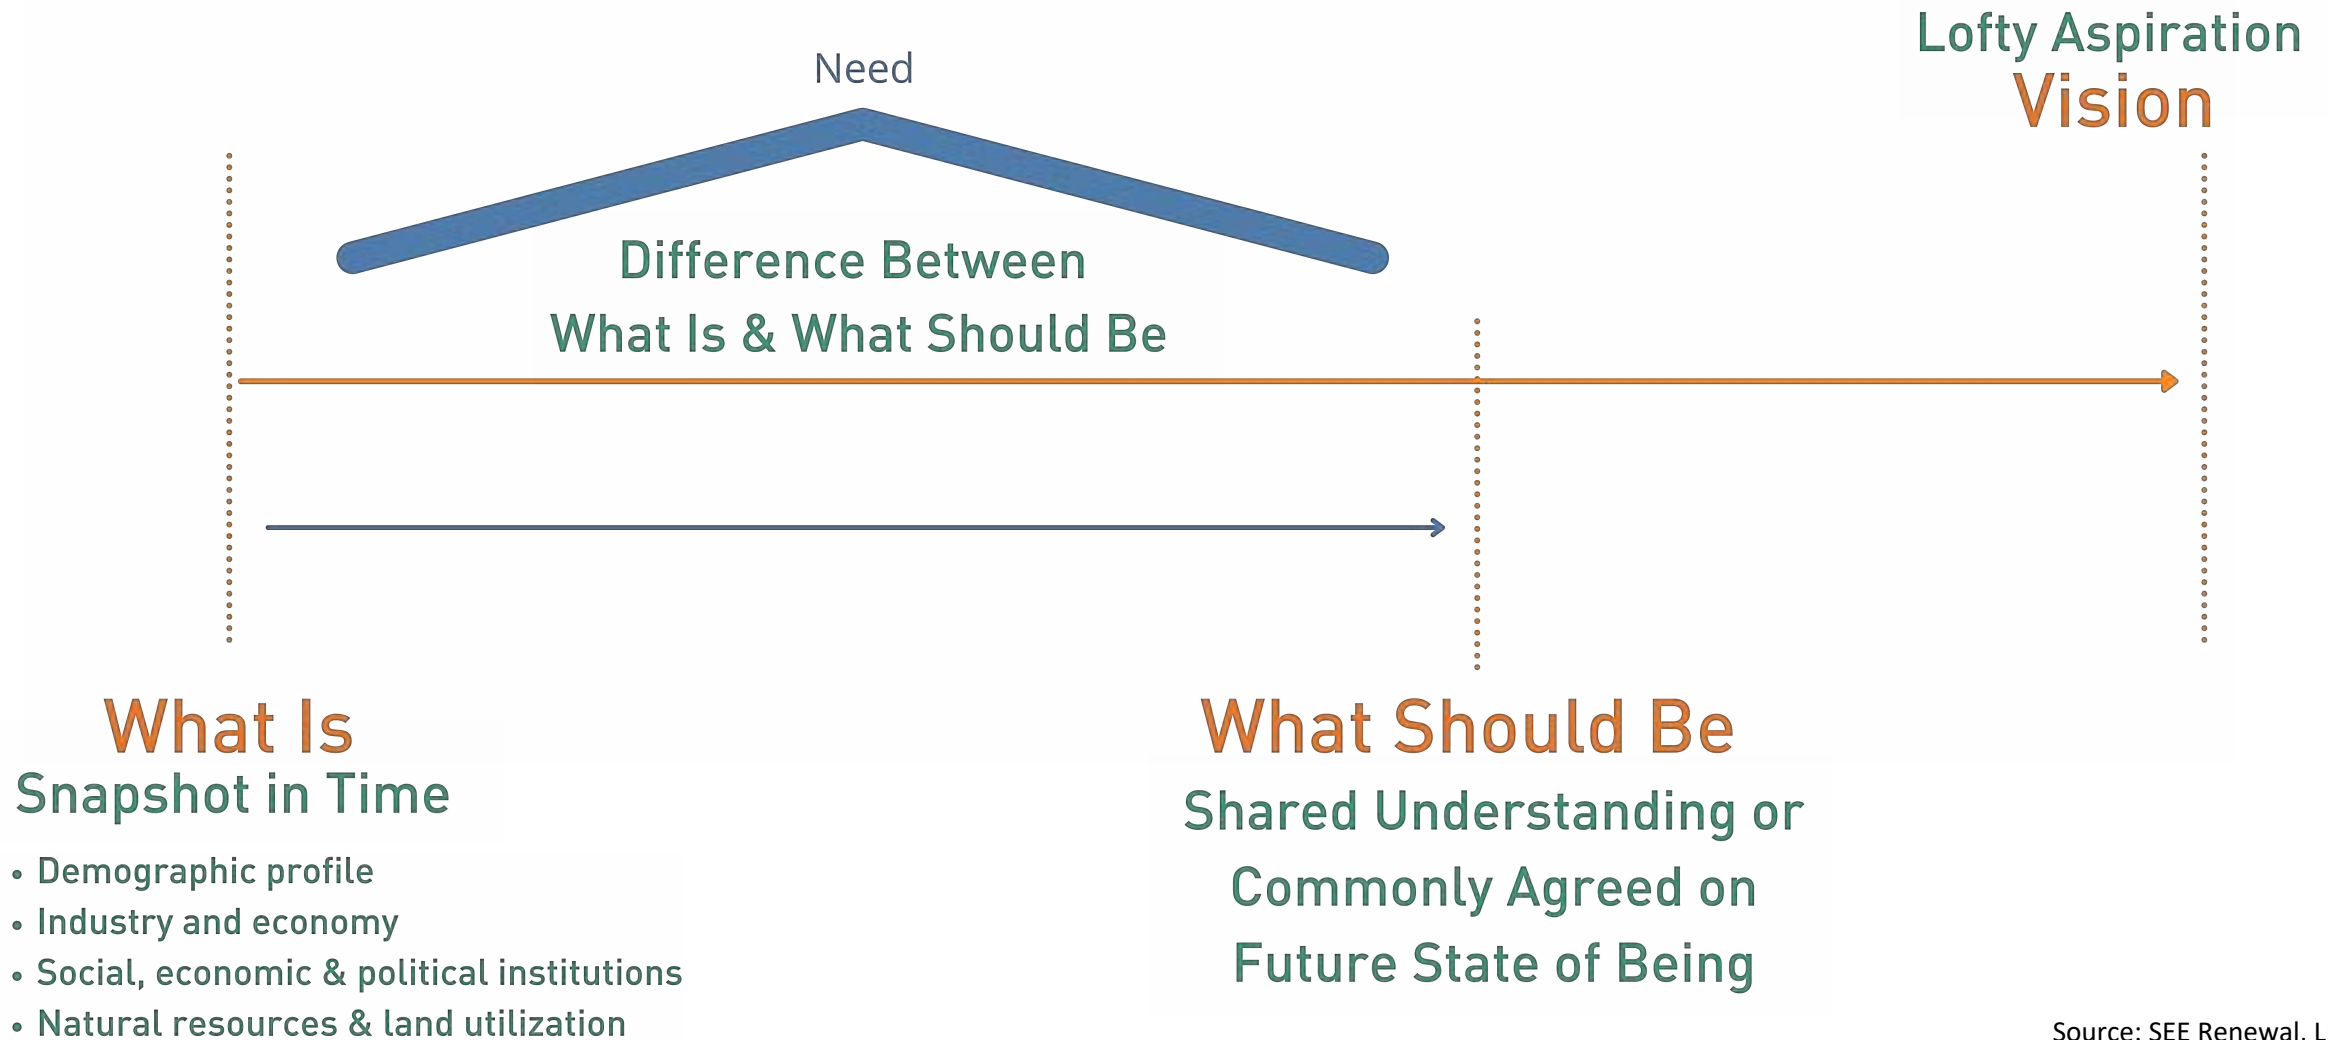 Lofty Aspiration
Vision
Need
Difference Between
What Is & What Should Be
What Is
Snapshot in Time
• Demographic profile
• Industry and economy
• Social, economic & political institutions
• Natural resources & land utilization
What Should Be
Shared Understanding or
Commonly Agreed on
Future State of Being
Source: SEE Renewal, L